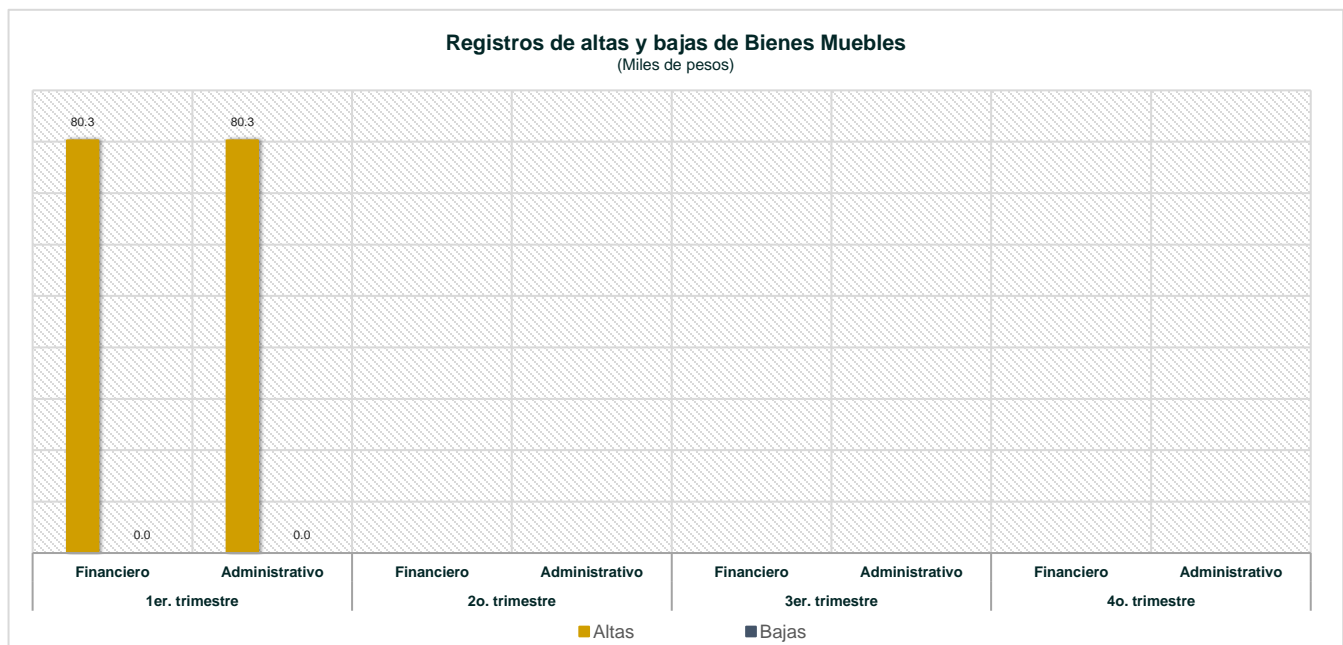 Registros de altas y bajas de Bienes Muebles
(Miles de pesos)
80.3 80.3
0.0 0.0
Financiero Administrativo Financiero Administrativo Financiero Administrativo Financiero Administrativo
1er. trimestre 2o. trimestre 3er. trimestre 4o. trimestre
Altas Bajas